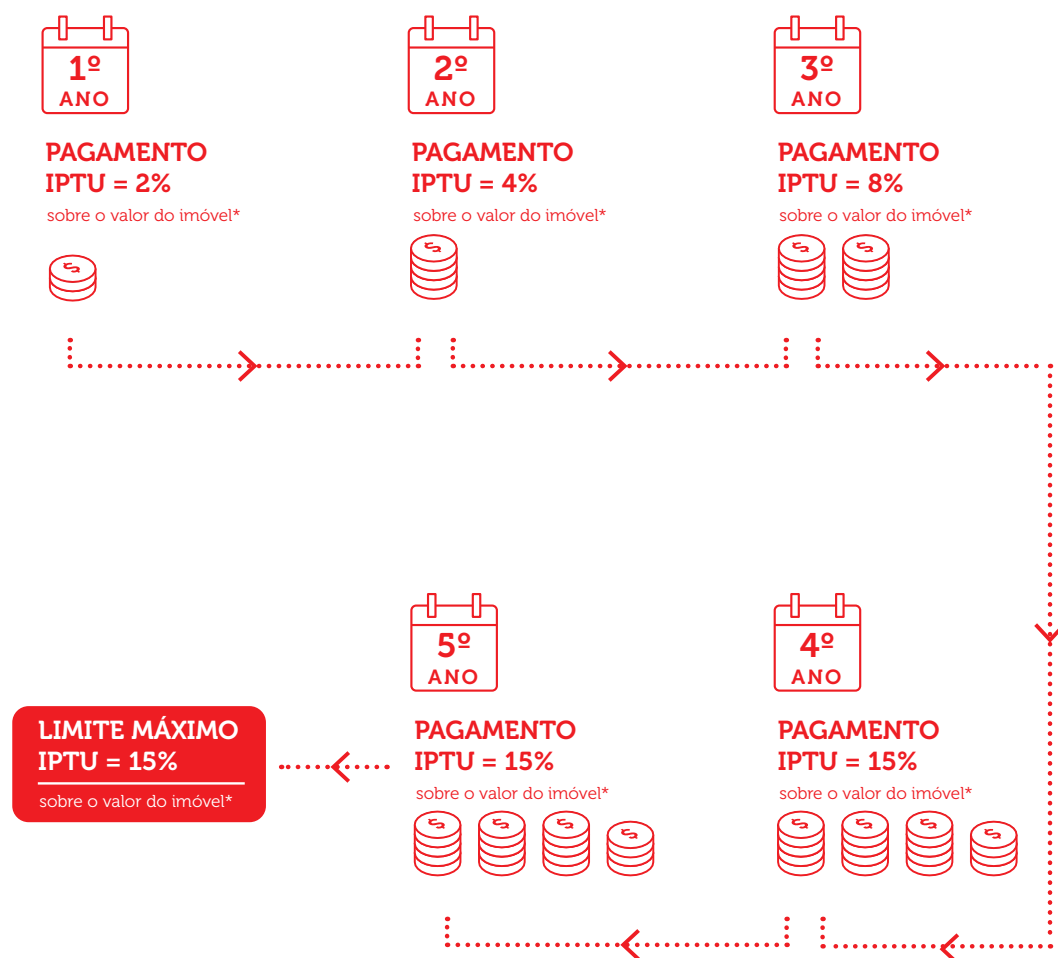 1º
ANO
PAGAMENTO
IPTU = 2%
sobre o valor do imóvel*
2º
ANO
PAGAMENTO
IPTU = 4%
sobre o valor do imóvel*
3º
ANO
PAGAMENTO
IPTU = 8%
sobre o valor do imóvel*
4º
ANO
PAGAMENTO
IPTU = 15%
sobre o valor do imóvel*
5º
ANO
PAGAMENTO
IPTU = 15%
sobre o valor do imóvel*
LIMITE MÁXIMO
IPTU = 15%
sobre o valor do imóvel*